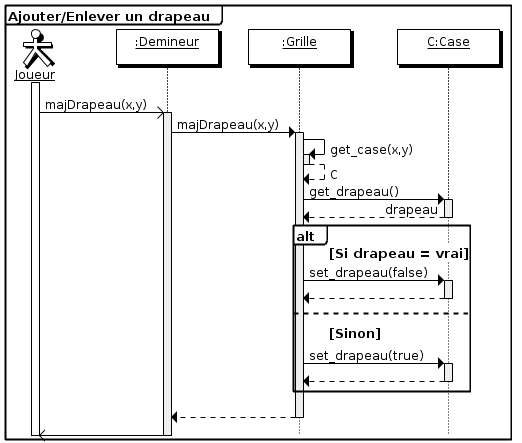 Ajouter/Enlever un drapeau
Joueur
:Demineur
:Grille
C:Case
majDrapeau(x,y)
majDrapeau(x,y)
get_case(x,y)
C
get_drapeau()
drapeau
alt
[Si drapeau = vrai]
set_drapeau(false)
[Sinon]
set_drapeau(true)